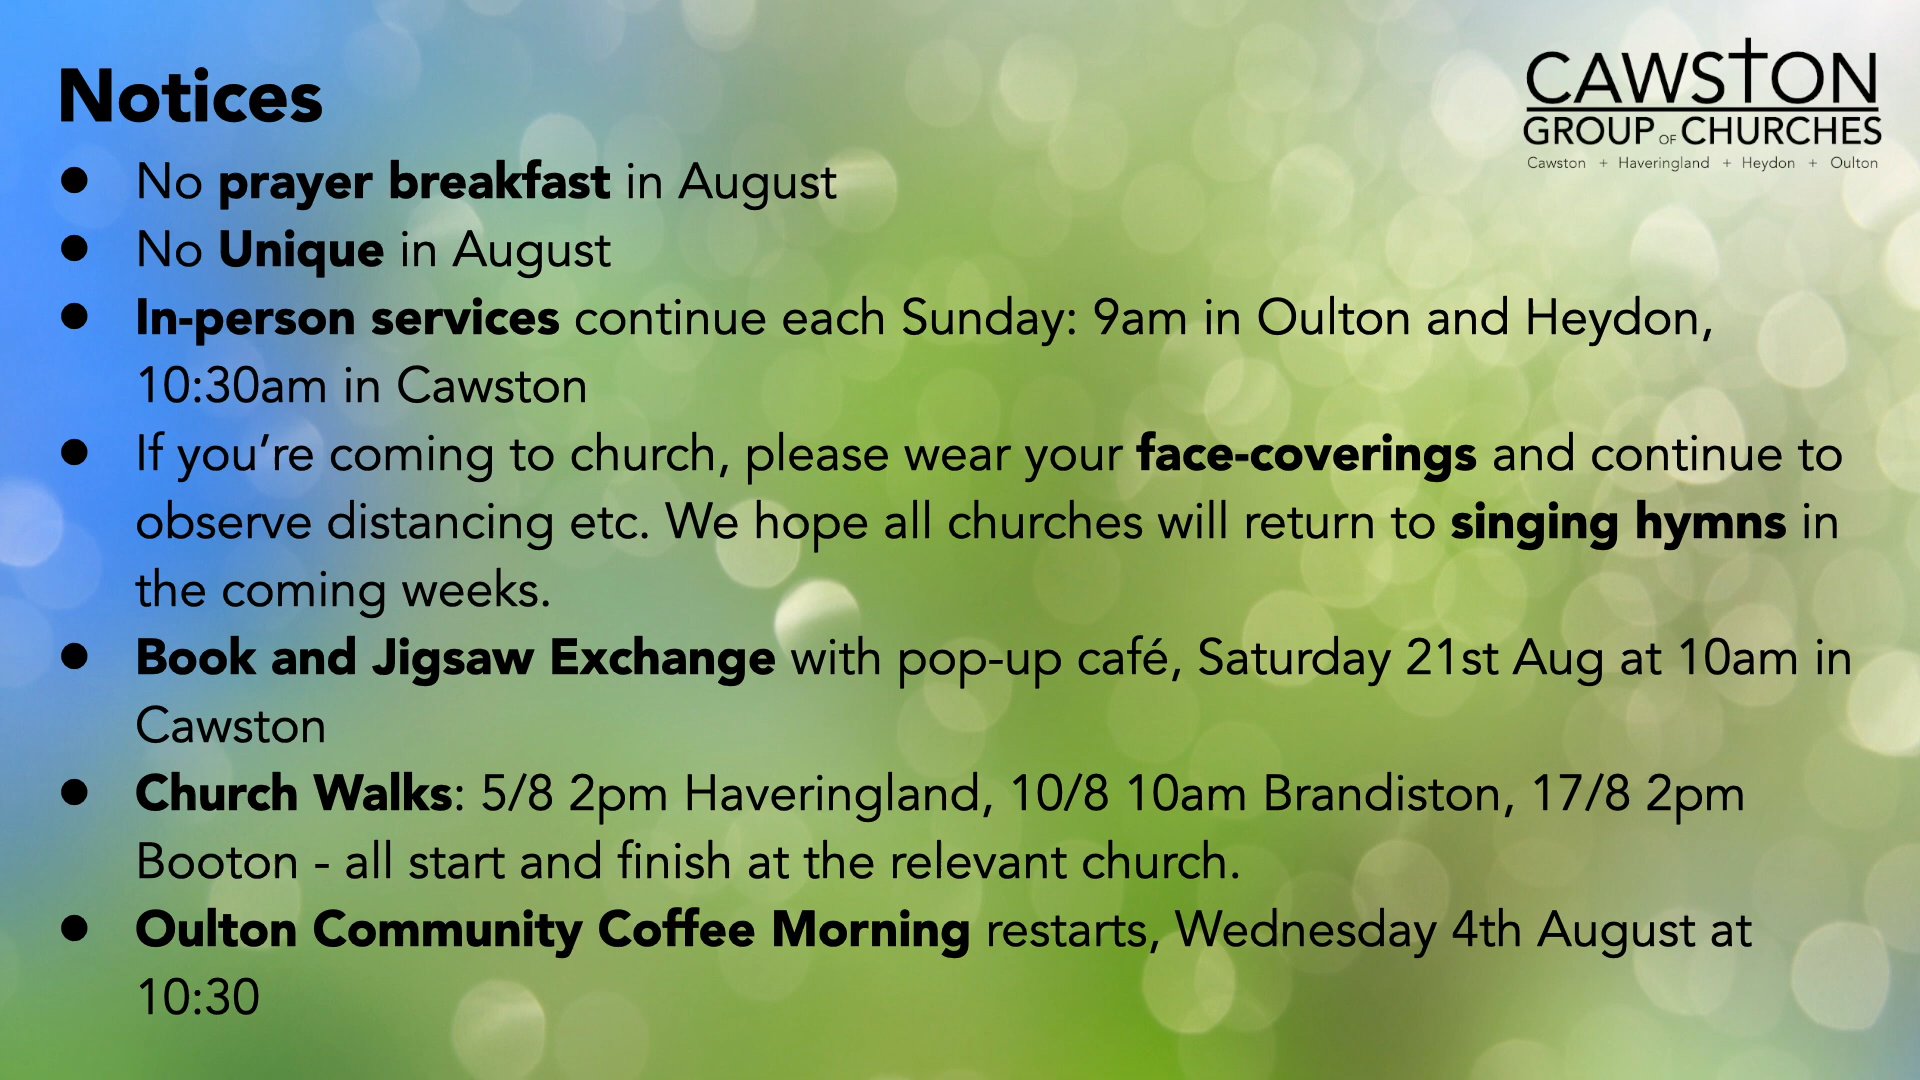 Notices
CAWSTON
GROUP OF CHURCHES
Cawston + Haveringland + Heydon + Oulton
● No prayer breakfast in August
● No Unique in August
● In-person services continue each Sunday: 9am in Oulton and Heydon,
10:30am in Cawston
● If you’re coming to church, please wear your face-coverings and continue to
observe distancing etc. We hope all churches will return to singing hymns in
the coming weeks.
● Book and Jigsaw Exchange with pop-up café, Saturday 21st Aug at 10am in
Cawston
● Church Walks: 5/8 2pm Haveringland, 10/8 10am Brandiston, 17/8 2pm
Booton - all start and finish at the relevant church.
● Oulton Community Coffee Morning restarts, Wednesday 4th August at
10:30